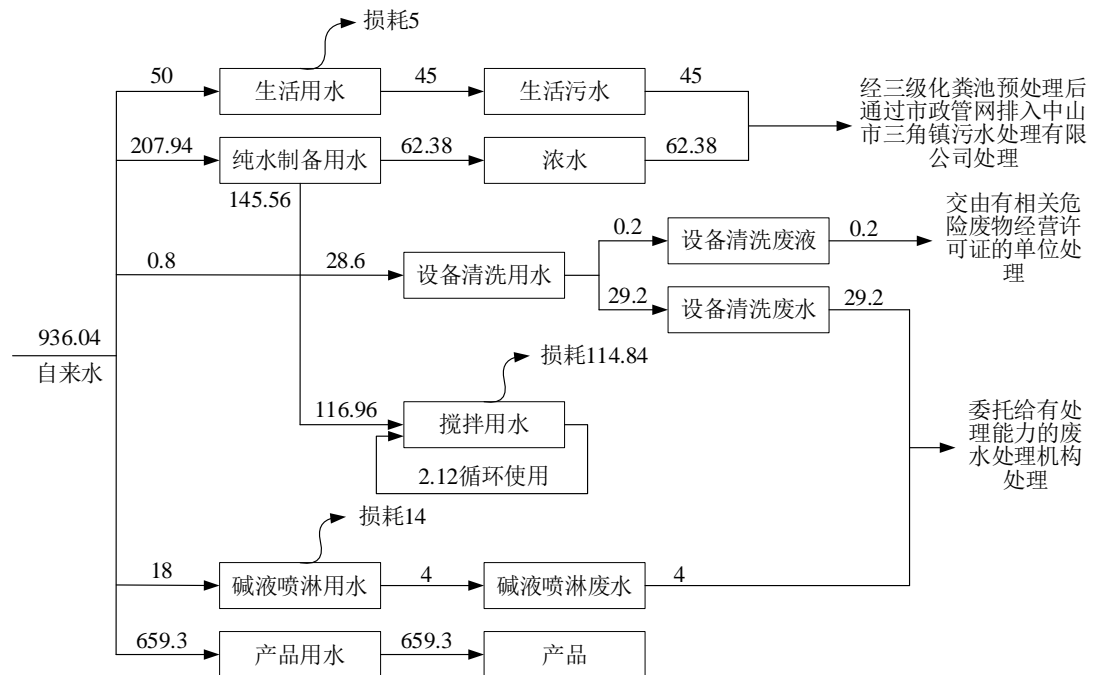 损耗5
50
生活用水
45
生活污水
45
经三级化粪池预处理后
通过市政管网排入中山
市三角镇污水处理有限
公司处理
207.94
纯水制备用水
62.38
浓水
62.38
145.56
0.8
28.6
设备清洗用水
0.2
设备清洗废液
0.2
交由有相关危
险废物经营许
可证的单位处
理
29.2
设备清洗废水
29.2
936.04
自来水
损耗114.84
116.96
搅拌用水
2.12循环使用
委托给有处
理能力的废
水处理机构
处理
损耗14
18
碱液喷淋用水
4
碱液喷淋废水
4
659.3
产品用水
659.3
产品